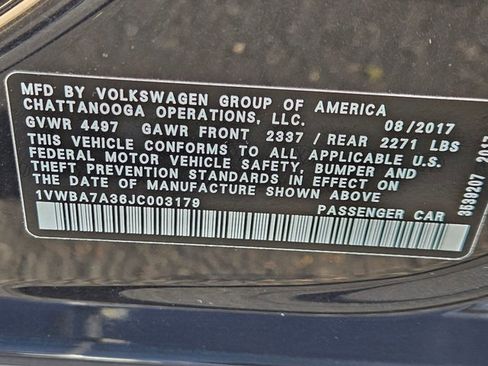 MFD BY VOLKSWAGEN GROUP OF AMERICA
CHATTANOOGA OPERATIONS, LLC. 08/2017
GVWR 4497 GAWR FRONT 2337 / REAR 2271 LBS
THIS VEHICLE CONFORMS TO ALL APPLICABLE U.S.
FEDERAL MOTOR VEHICLE SAFETY, BUMPER AND
THEFT PREVENTION STANDARDS IN EFFECT ON
THE DATE OF MANUFACTURE SHOWN ABOVE
1VWBA7A36JC003179 PASSENGER CAR